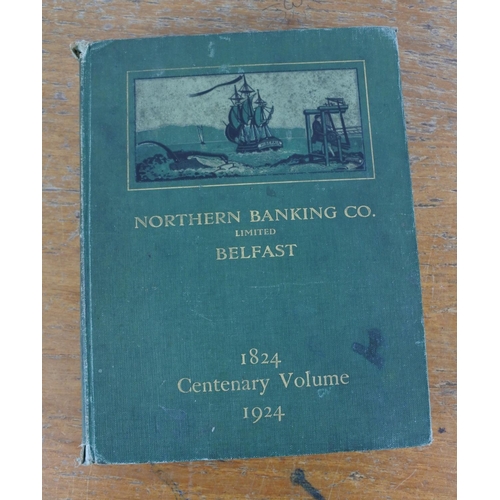 NORTHERN BANKING CO.
LIMITED
BELFAST
1824
Centenary Volume
1924